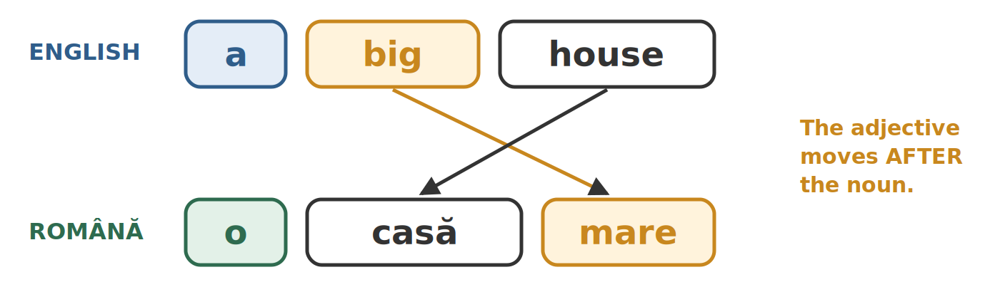 ENGLISH a big house
The adjective
moves AFTER
the noun.
ROMÂNĂ o casă mare